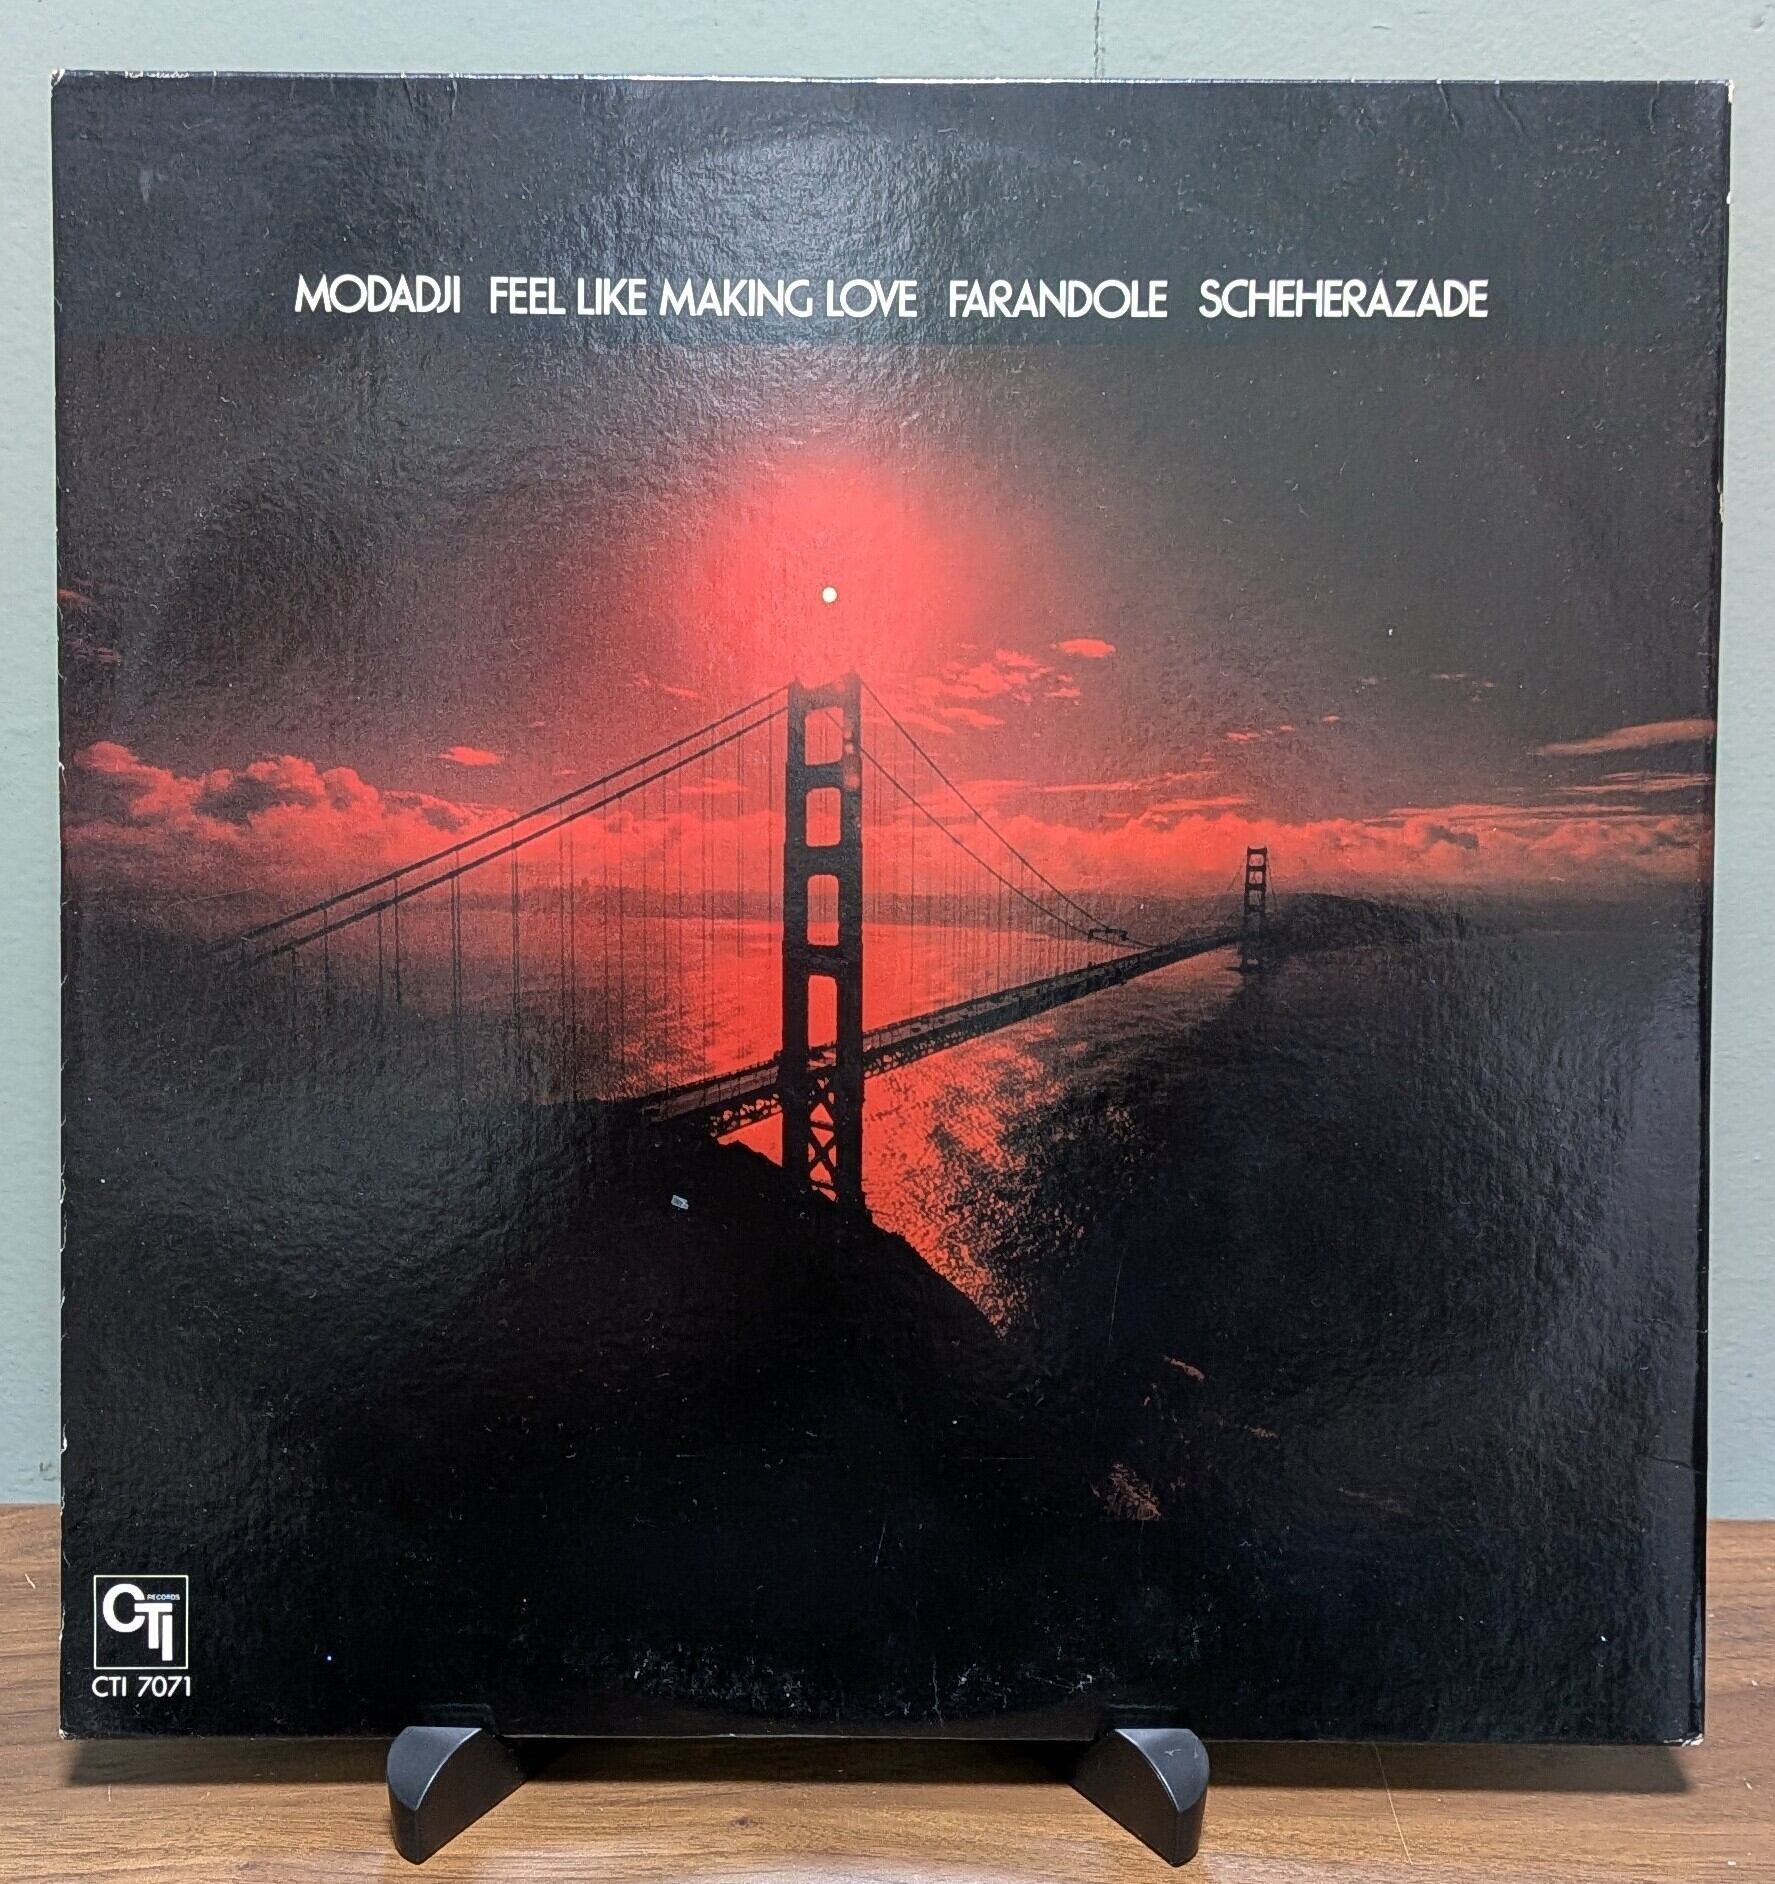 MODADJI FEEL LIKE MAKING LOVE FARANDOLE SCHEHERAZADE
CTI RECORDS
CTI 7071